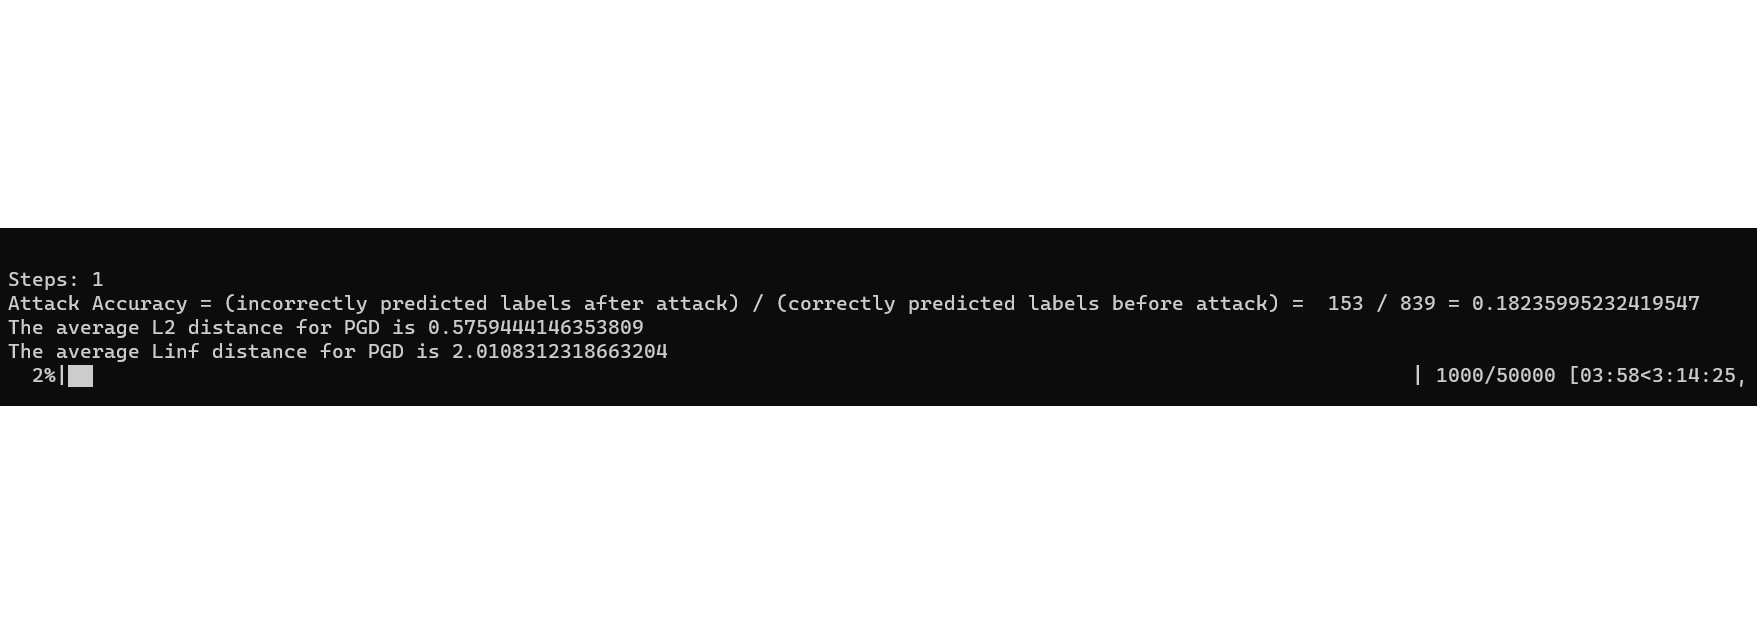 Steps: 1
Attack Accuracy = (incorrectly predicted labels after attack) / (correctly predicted labels before attack) =  153 / 839 = 0.18235995232419547
The average L2 distance for PGD is 0.5759444146353809
The average Linf distance for PGD is 2.0108312318663204
2%| | 1000/50000 [03:58<3:14:25,